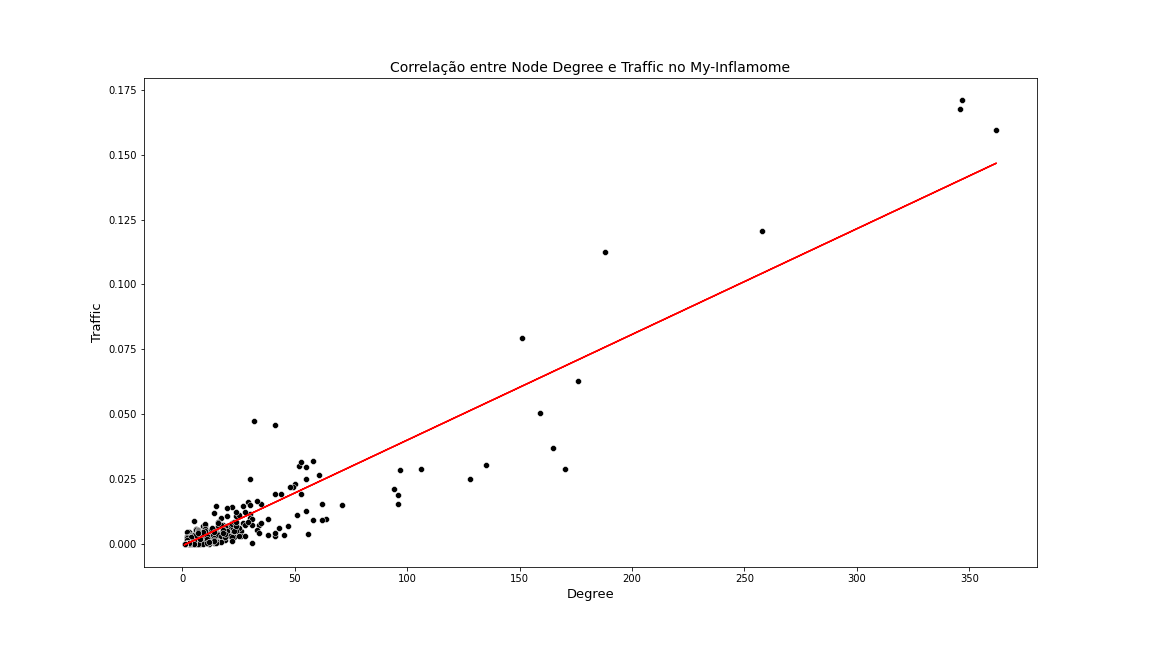 Correlação entre Node Degree e Traffic no My-Inflamome
0.175
0.150
0.125
0.100
0.075
0.050
0.025
0.000
Traffic
0 50 100 150 200 250 300 350
Degree